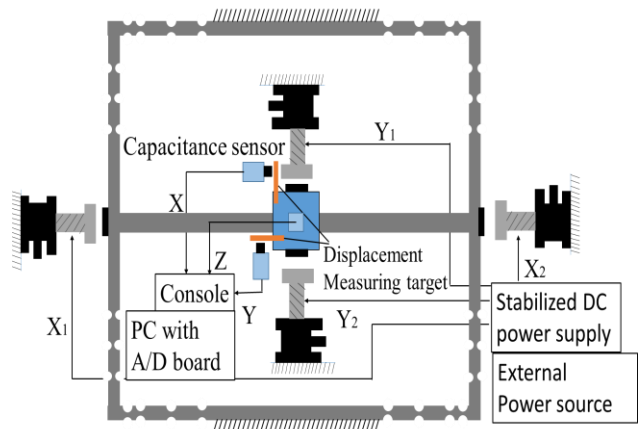 Y1
Capacitance sensor
X
Z
Displacement
Measuring target
X2
Console
Y
X1
Y2
PC with
A/D board
Stabilized DC
power supply
External
Power source